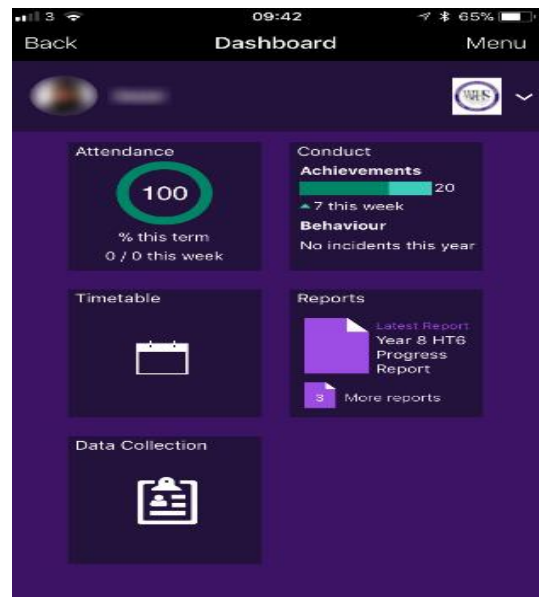 3 09:42 65%
Back Dashboard Menu
WHS
Attendance
100
% this term
0 / 0 this week
Conduct
Achievements
20
7 this week
Behaviour
No incidents this year
Timetable
Reports
Latest Report
Year 8 HT6
Progress
Report
3 More reports
Data Collection